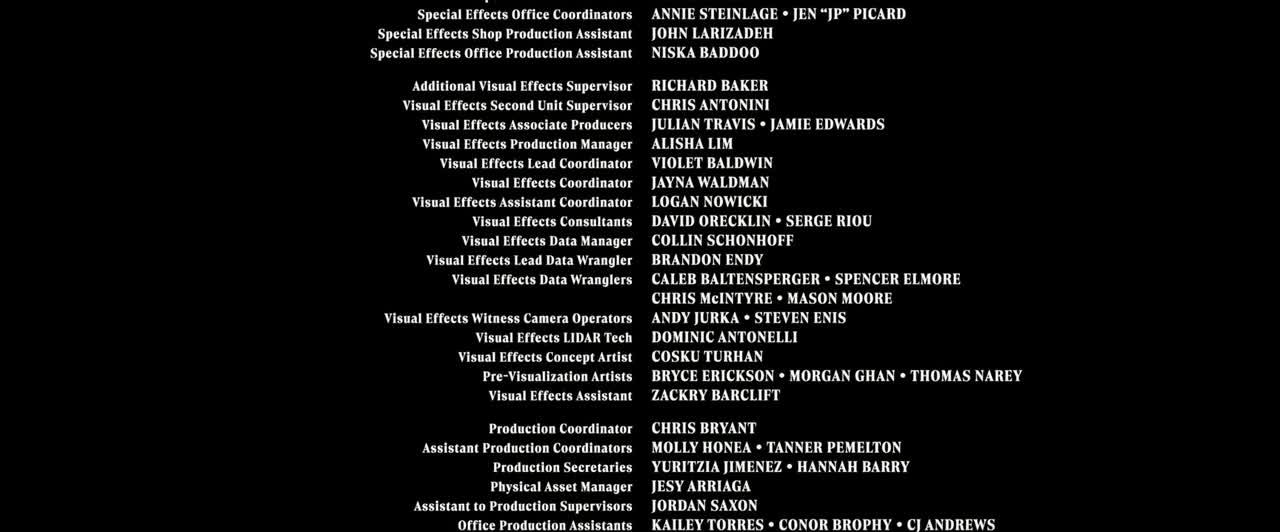 Special Effects Office Coordinators ANNIE STEINLAGE • JEN “JP” PICARD
Special Effects Shop Production Assistant JOHN LARIZADEH
Special Effects Office Production Assistant NISKA BADDOO
Additional Visual Effects Supervisor RICHARD BAKER
Visual Effects Second Unit Supervisor CHRIS ANTONINI
Visual Effects Associate Producers JULIAN TRAVIS • JAMIE EDWARDS
Visual Effects Production Manager ALISHA LIM
Visual Effects Lead Coordinator VIOLET BALDWIN
Visual Effects Coordinator JAYNA WALDMAN
Visual Effects Assistant Coordinator LOGAN NOWICKI
Visual Effects Consultants DAVID ORECKLIN • SERGE RIOU
Visual Effects Data Manager COLLIN SCHONHOFF
Visual Effects Lead Data Wrangler BRANDON ENDY
Visual Effects Data Wranglers CALEB BALTENSPERGER • SPENCER ELMORE
CHRIS McINTYRE • MASON MOORE
Visual Effects Witness Camera Operators ANDY JURKA • STEVEN ENIS
Visual Effects LIDAR Tech DOMINIC ANTONELLI
Visual Effects Concept Artist COSKU TURHAN
Pre-Visualization Artists BRYCE ERICKSON • MORGAN GHAN • THOMAS NAREY
Visual Effects Assistant ZACKRY BARCLIFT
Production Coordinator CHRIS BRYANT
Assistant Production Coordinators MOLLY HONEA • TANNER PEMELTON
Production Secretaries YURITZIA JIMENEZ • HANNAH BARRY
Physical Asset Manager JESY ARRIAGA
Assistant to Production Supervisors JORDAN SAXON
Office Production Assistants KAILEY TORRES • CONOR BROPHY • CJ ANDREWS